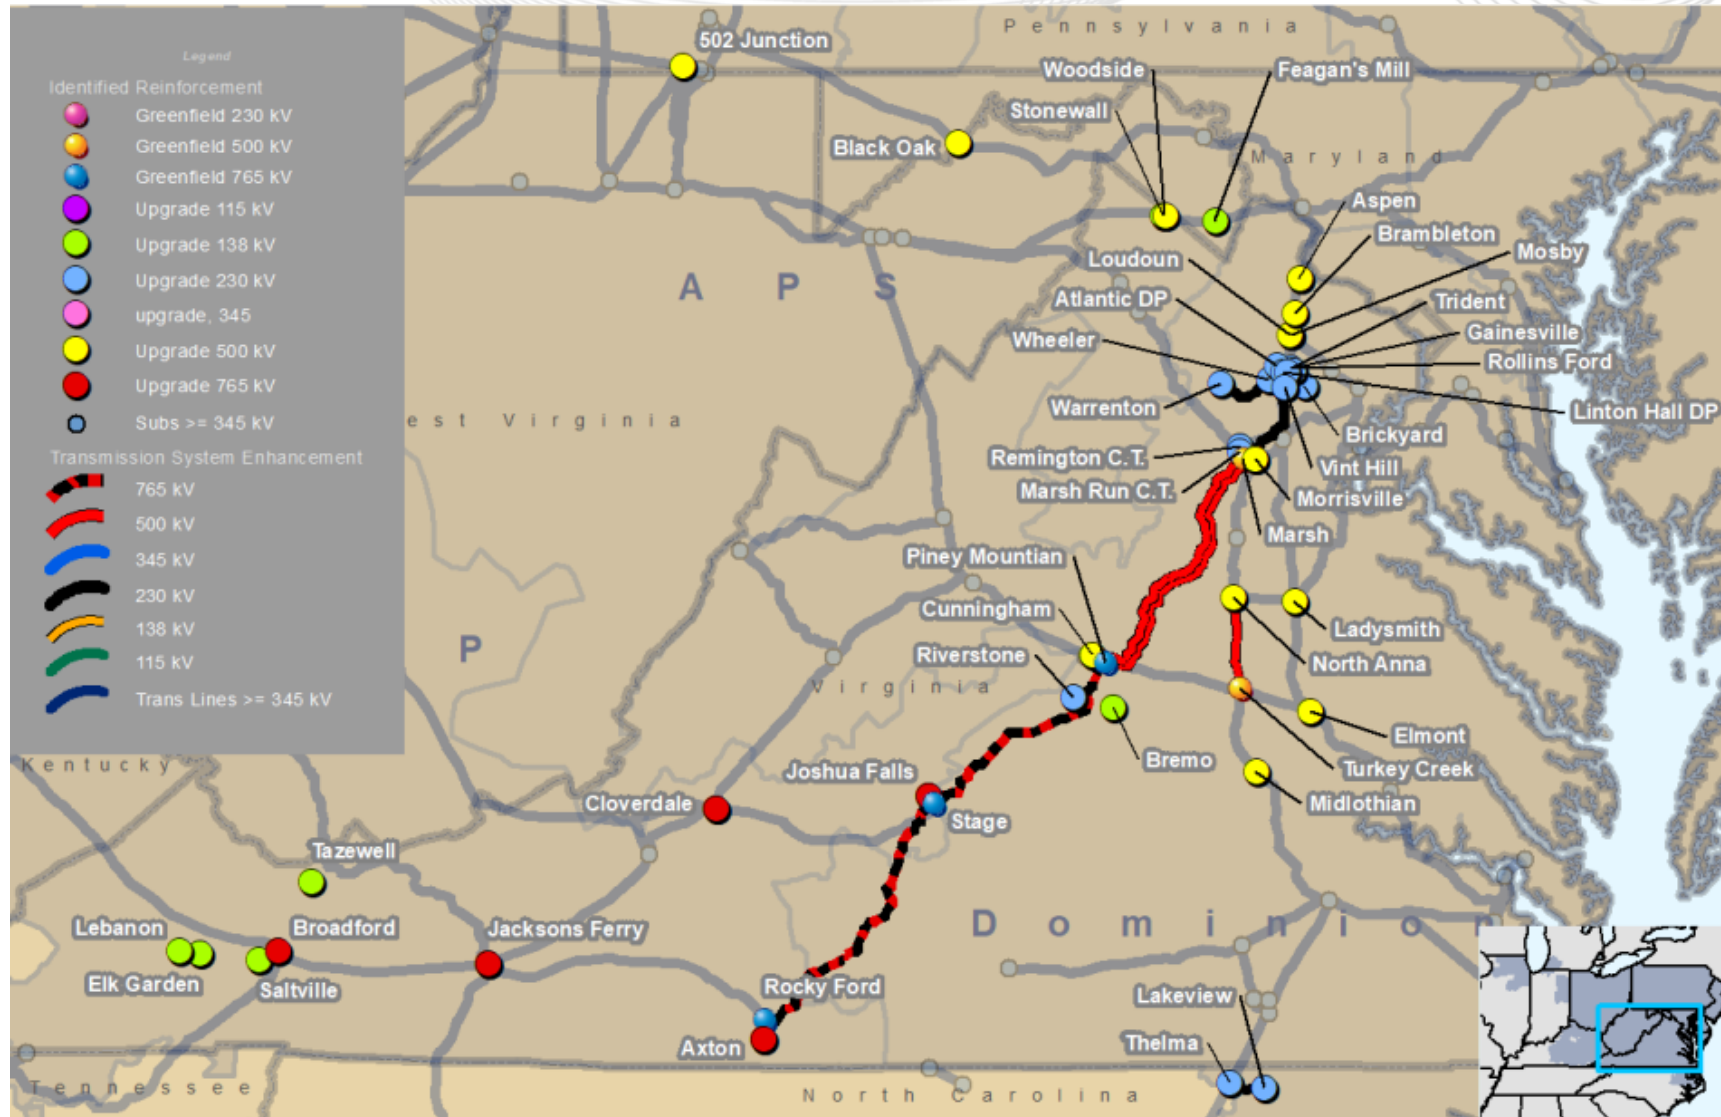 Legend
Identified Reinforcement
Greenfield 230 kV
Greenfield 500 kV
Greenfield 765 kV
Upgrade 115 kV
Upgrade 138 kV
Upgrade 230 kV
upgrade, 345
Upgrade 500 kV
Upgrade 765 kV
Subs >= 345 kV
Transmission System Enhancement
765 kV
500 kV
345 kV
230 kV
138 kV
115 kV
Trans Lines >= 345 kV
Pennsylvania
502 Junction
Woodside
Feagan's Mill
Stonewall
Black Oak
Maryland
Aspen
Brambleton
Mosby
Loudoun
APS
Atlantic DP
Trident
Gainesville
Wheeler
Rollins Ford
Warrenton
Linton Hall DP
est Virginia
Brickyard
Remington C.T.
Vint Hill
Marsh Run C.T.
Morrisville
Marsh
Piney Mountian
Cunningham
Ladysmith
P
Riverstone
North Anna
Virginia
Elmont
Bremo
Turkey Creek
Kentucky
Joshua Falls
Cloverdale
Midlothian
Stage
Tazewell
Lebanon
Broadford
Jacksons Ferry
Dominion
Elk Garden
Saltville
Rocky Ford
Lakeview
Axton
Thelma
Tennessee
North Carolina